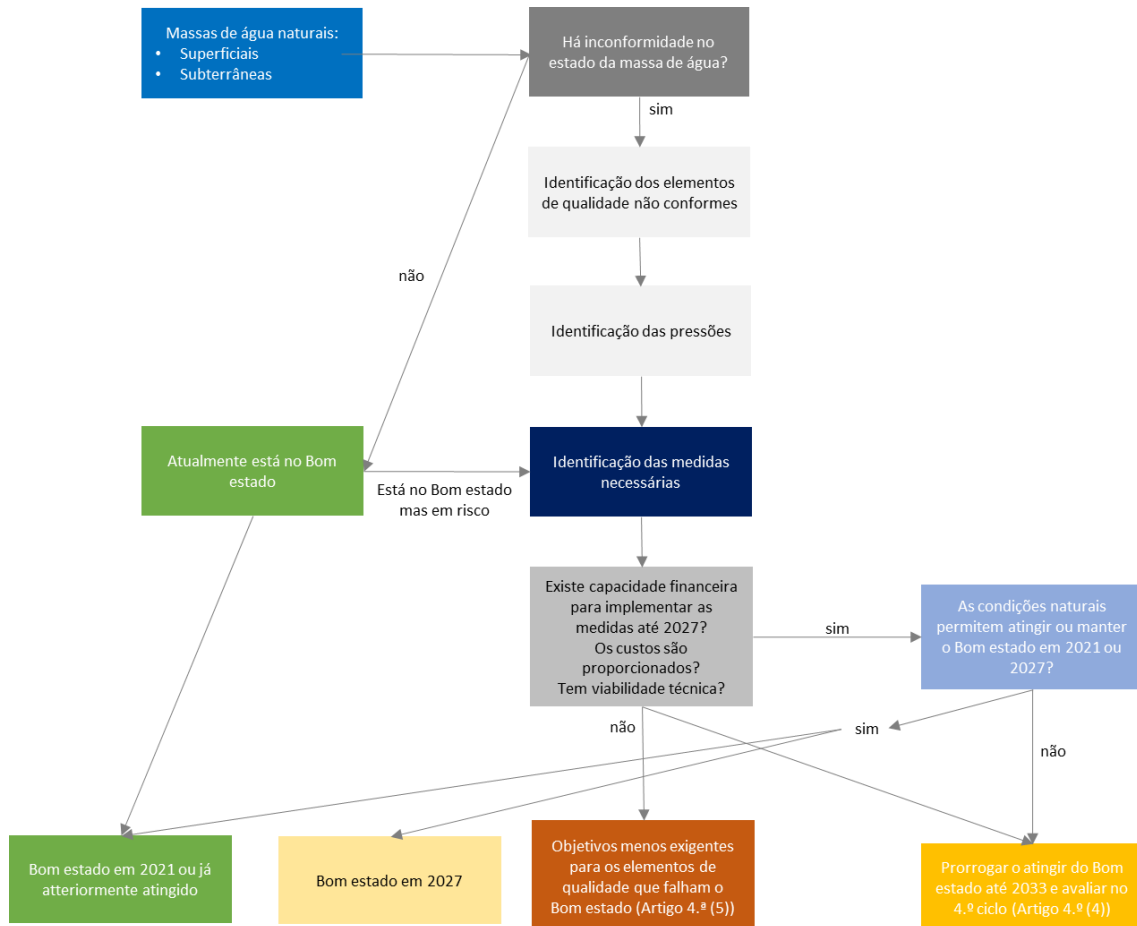 Massas de água naturais:
• Superficiais
• Subterrâneas
Há inconformidade no
estado da massa de água?
sim
Identificação dos elementos
de qualidade não conformes
não
Identificação das pressões
Atualmente está no Bom
estado
Está no Bom estado
mas em risco
Identificação das medidas
necessárias
Existe capacidade financeira
para implementar as
medidas até 2027?
Os custos são
proporcionados?
Tem viabilidade técnica?
sim
As condições naturais
permitem atingir ou manter
o Bom estado em 2021 ou
2027?
não
sim
não
Bom estado em 2021 ou já
atteriormente atingido
Bom estado em 2027
Objetivos menos exigentes
para os elementos de
qualidade que falham o
Bom estado (Artigo 4.ª (5))
Prorrogar o atingir do Bom
estado até 2033 e avaliar no
4.º ciclo (Artigo 4.º (4))